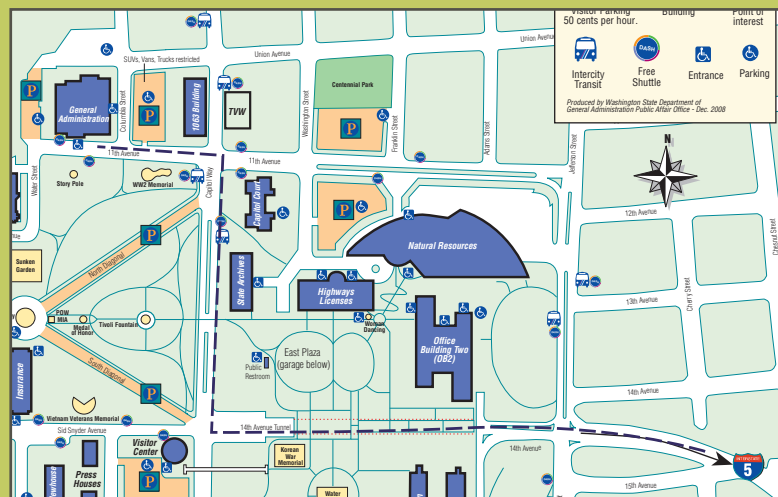 Visitor Parking
50 cents per hour.
Building
Point of
interest
DASH
Intercity
Transit
Free
Shuttle
Entrance
Parking
Produced by Washington State Department of
General Administration Public Affair Office - Dec. 2008
Union Avenue
Union Avenue
SUVs, Vans, Trucks restricted
P
General
Administration
Columbia Street
P
1063 Building
TVW
Washington Street
Centennial Park
P
Franklin Street
Adams Street
Jefferson Street
N
11th Avenue
11th Avenue
Water Street
Story Pole
WW2 Memorial
Capitol Way
Capitol Court
P
12th Avenue
Chestnut Street
P
North Diagonal
Natural Resources
Sunken
Garden
State Archives
Highways
Licenses
13th Avenue
Cherry Street
POW
MIA
Medal
of Honor
Tivoli Fountain
Woman
Dancing
Office
Building Two
(OB2)
East Plaza
(garage below)
Public
Restroom
Insurance
South Diagonal
P
14th Avenue
Vietnam Veterans Memorial
Sid Snyder Avenue
14th Avenue Tunnel
14th Avenue
Visitor
Center
Korean
War
Memorial
INTERSTATE
5
Press
Houses
P
Water
15th Avenue